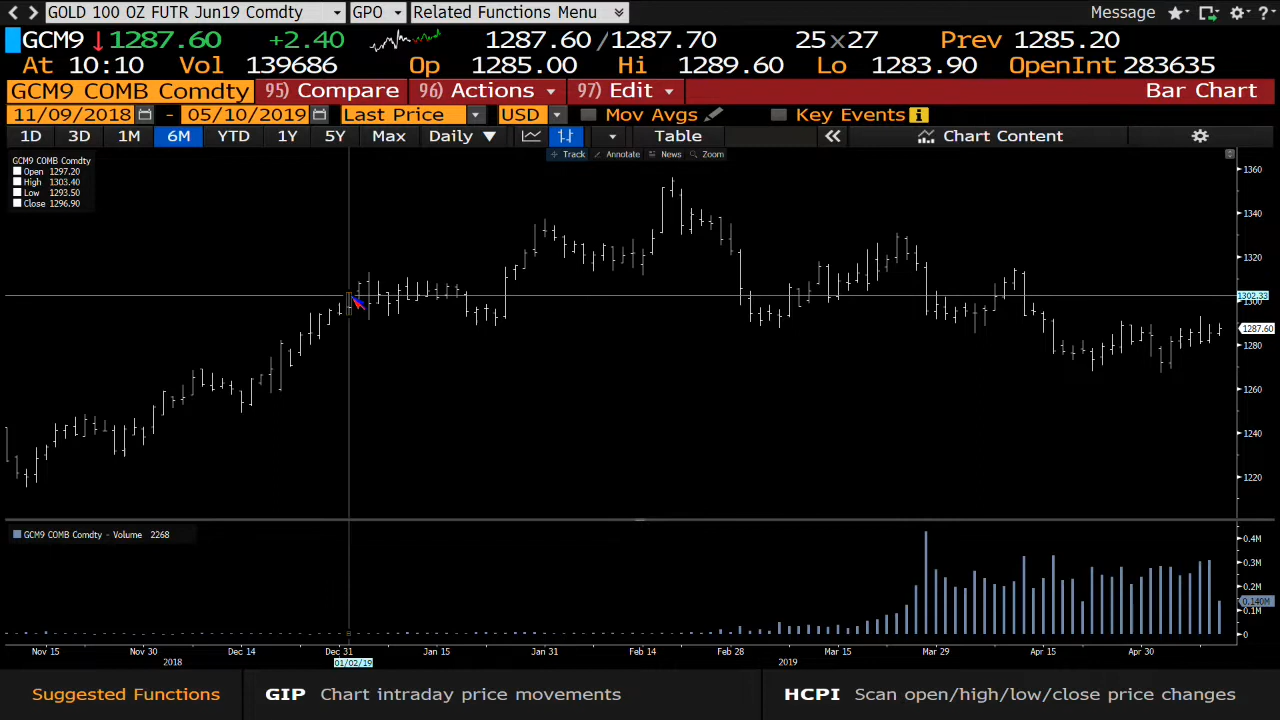 GOLD 100 OZ FUTR Jun19 Comdty GPO Related Functions Menu Message ?
GCM9 ↓1287.60 +2.40 1287.60 /1287.70 25 x 27 Prev 1285.20
At 10:10 Vol 139686 Op 1285.00 Hi 1289.60 Lo 1283.90 OpenInt 283635
GCM9 COMB Comdty 95) Compare 96) Actions 97) Edit Bar Chart
11/09/2018 - 05/10/2019 Last Price USD Mov Avgs Key Events i
1D 3D 1M 6M YTD 1Y 5Y Max Daily ▼ Table « Chart Content
Track Annotate News Zoom
GCM9 COMB Comdty
Open 1297.20
High 1303.40
Low 1293.50
Close 1296.90
1360
1340
1320
1302.33
1300
1287.60
1280
1260
1240
1220
GCM9 COMB Comdty - Volume 2268
0.4M
0.3M
0.2M
0.140M
0.1M
0
Nov 15 Nov 30 Dec 14 Dec 31 Jan 15 Jan 31 Feb 14 Feb 28 Mar 15 Mar 29 Apr 15 Apr 30
2018 01/02/19 2019
Suggested Functions GIP Chart intraday price movements HCPI Scan open/high/low/close price changes